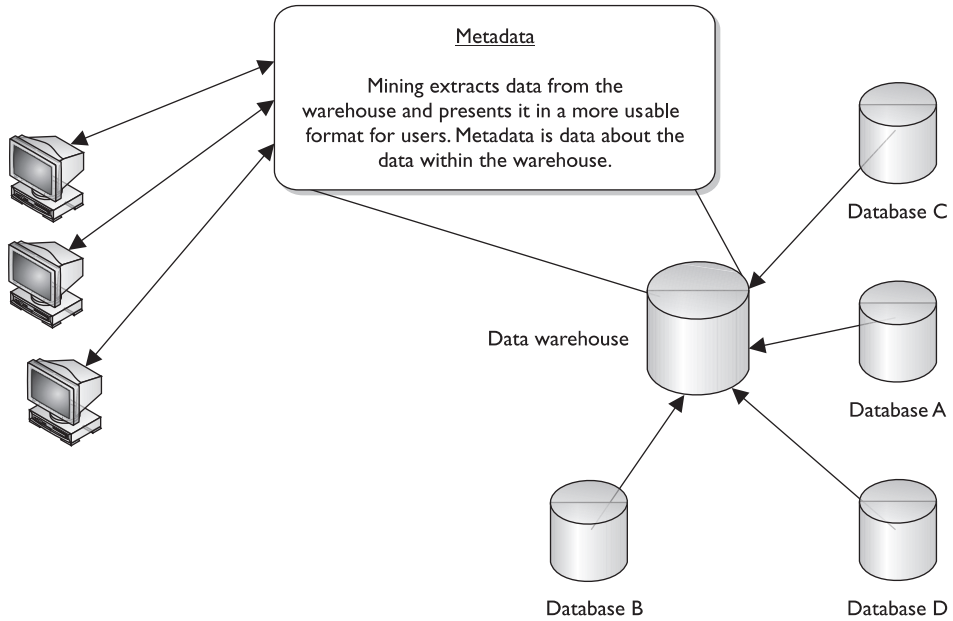 Metadata
Mining extracts data from the
warehouse and presents it in a more usable
format for users. Metadata is data about the
data within the warehouse.
Database C
Data warehouse
Database A
Database B
Database D